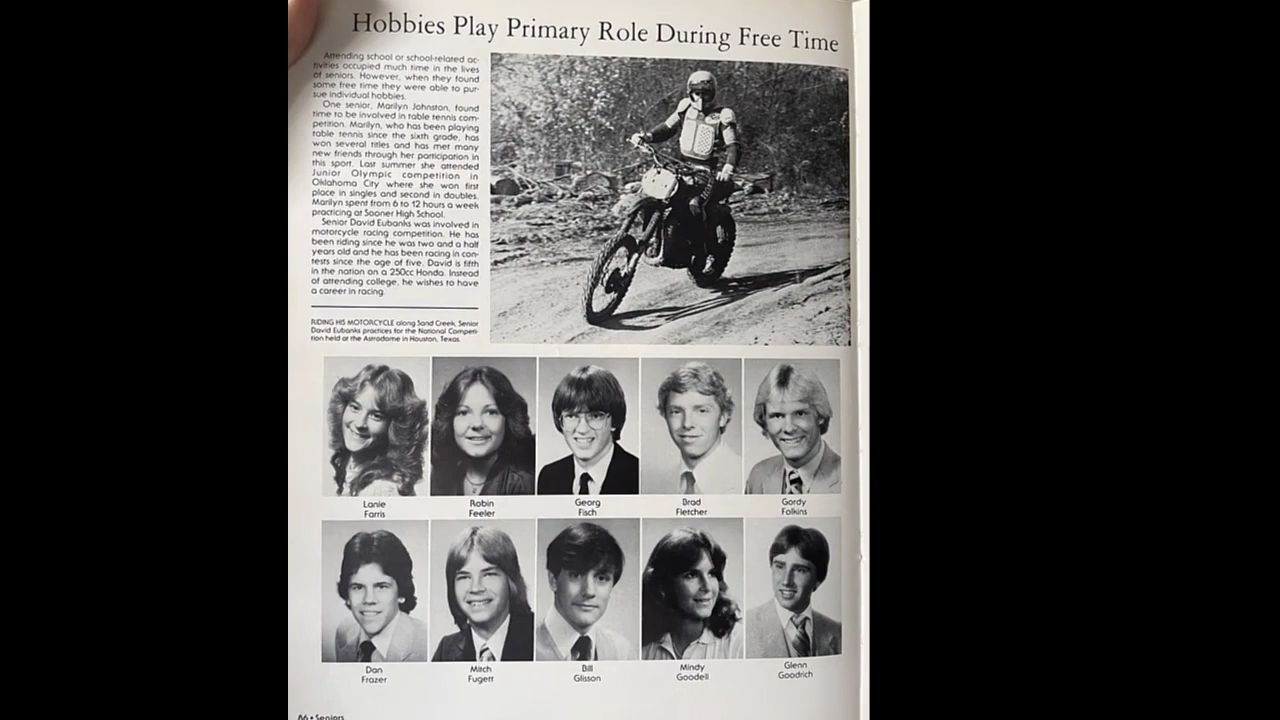 Hobbies Play Primary Role During Free Time
Attending school or school-related ac-
tivities occupied much time in the lives
of seniors. However, when they found
some free time they were able to pur-
sue individual hobbies.
One senior, Marilyn Johnston, found
time to be involved in table tennis com-
petition. Marilyn, who has been playing
table tennis since the sixth grade, has
won several titles and has met many
new friends through her participation in
this sport. Last summer she attended
Junior Olympic competition in
Oklahoma City where she won first
place in singles and second in doubles.
Marilyn spent from 6 to 12 hours a week
practicing at Sooner High School.
Senior David Eubanks was involved in
motorcycle racing competition. He has
been riding since he was two and a half
years old and he has been racing in con-
tests since the age of five. David is fifth
in the nation on a 250cc Honda. Instead
of attending college, he wishes to have
a career in racing.
RIDING HIS MOTORCYCLE along Sand Creek, Senior
David Eubanks practices for the National Competi-
tion held at the Astrodome in Houston, Texas.
Lanie
Farris
Robin
Feeler
Georg
Fisch
Brad
Fletcher
Gordy
Folkins
Dan
Frazer
Mitch
Fugett
Bill
Glisson
Mindy
Goodell
Glenn
Goodrich
86 • Seniors